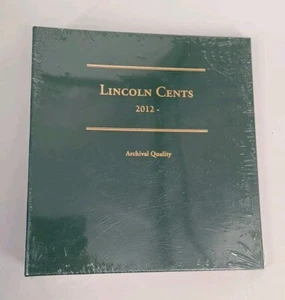 LINCOLN CENTS
2012 -
Archival Quality